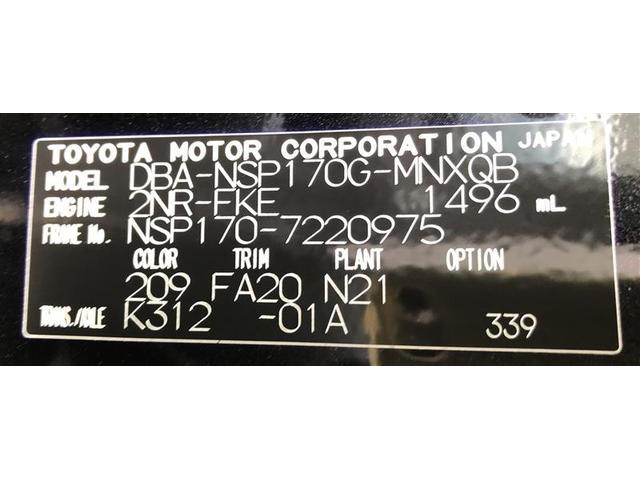 TOYOTA MOTOR CORPORATION JAPAN
MODEL DBA-NSP170G-MNXQB
ENGINE 2NR-FKE 1496 mL
FRAME No. NSP170-7220975
COLOR TRIM PLANT OPTION
209 FA20 N21
TRANS./AXLE K312 -01A 339